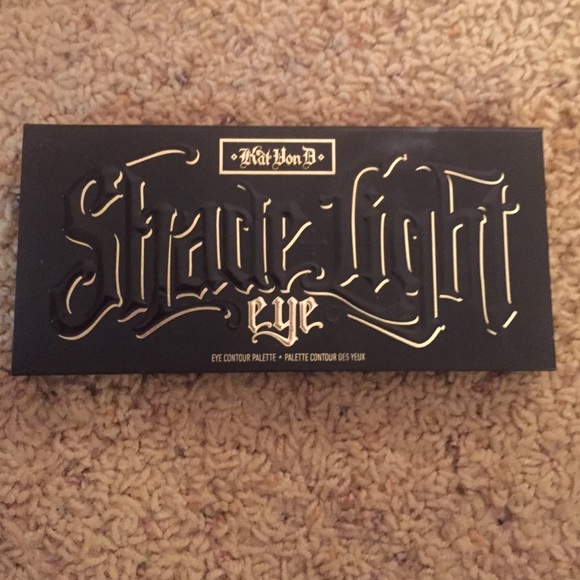 Kat Von D
Shade + Light
eye
EYE CONTOUR PALETTE • PALETTE CONTOUR DES YEUX